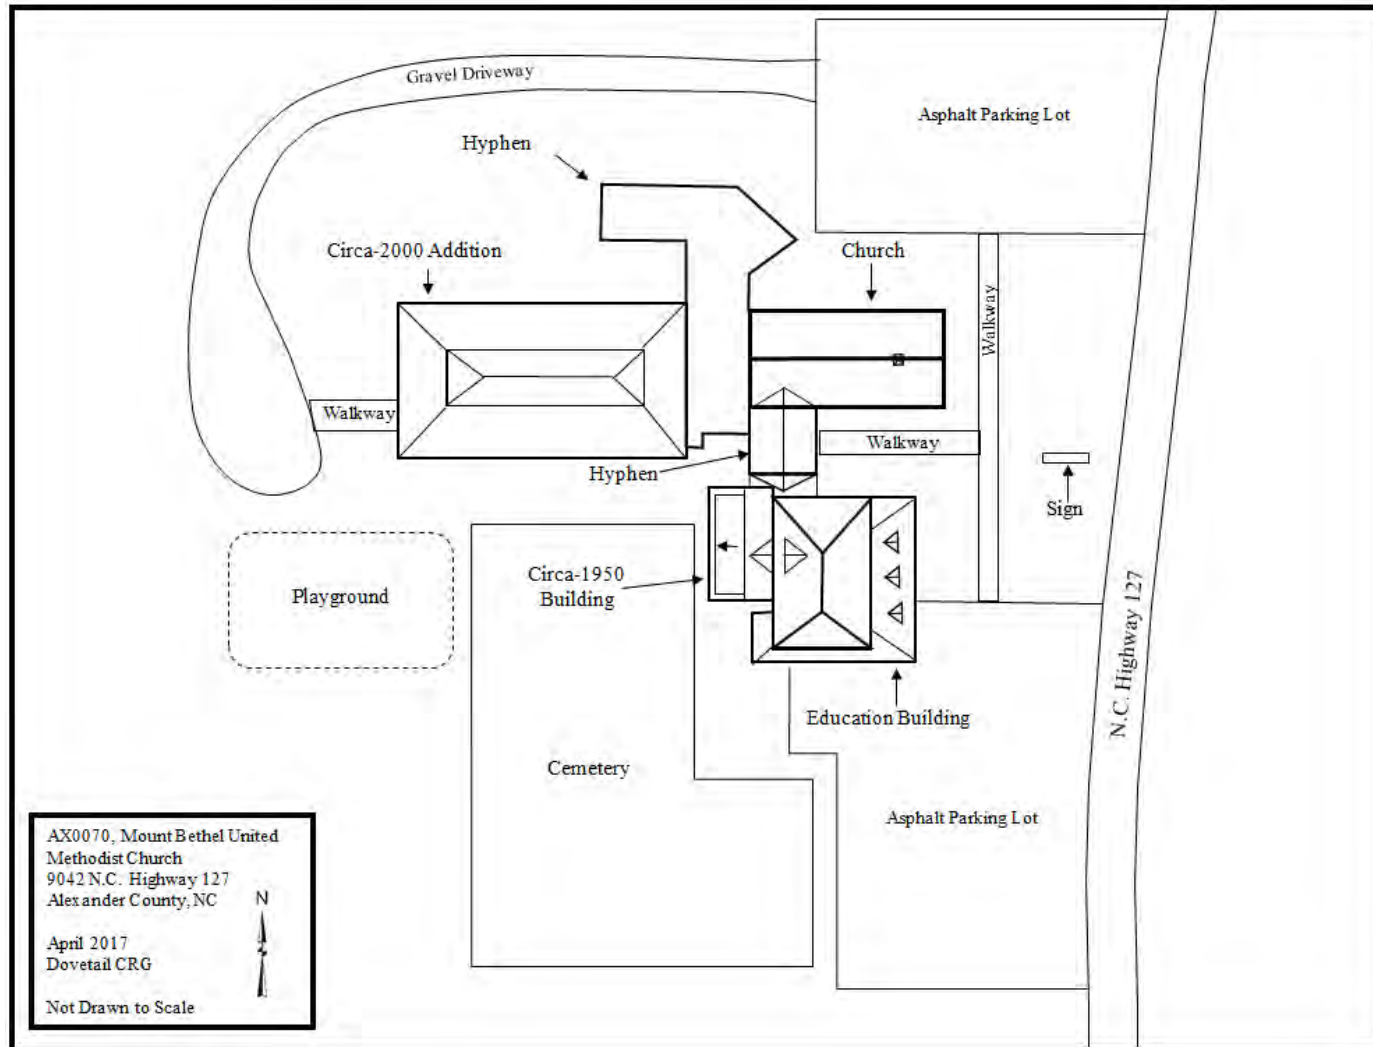 Gravel Driveway
Asphalt Parking Lot
Hyphen
Circa-2000 Addition
Church
Walkway
Walkway
Walkway
Hyphen
Sign
Circa-1950
Building
Playground
N.C. Highway 127
Education Building
Cemetery
Asphalt Parking Lot
AX0070, Mount Bethel United
Methodist Church
9042 N.C. Highway 127
Alexander County, NC
N
April 2017
Dovetail CRG
Not Drawn to Scale